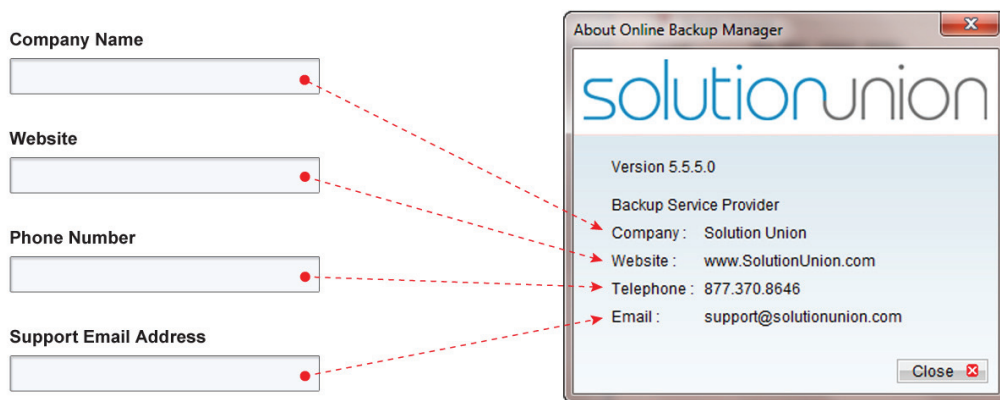 Company Name
Website
Phone Number
Support Email Address
About Online Backup Manager
solutionunion
Version 5.5.5.0
Backup Service Provider
Company : Solution Union
Website : www.SolutionUnion.com
Telephone : 877.370.8646
Email : support@solutionunion.com
Close